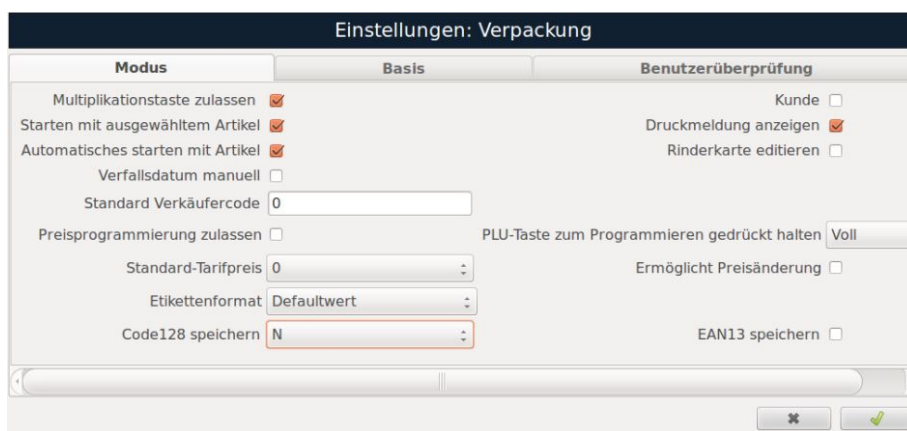 Einstellungen: Verpackung
Modus Basis Benutzerüberprüfung
Multiplikationstaste zulassen Kunde
Starten mit ausgewähltem Artikel Druckmeldung anzeigen
Automatisches starten mit Artikel Rinderkarte editieren
Verfallsdatum manuell
Standard Verkäufercode 0
Preisprogrammierung zulassen PLU-Taste zum Programmieren gedrückt halten Voll
Standard-Tarifpreis 0 Ermöglicht Preisänderung
Etikettenformat Defaultwert
Code128 speichern N EAN13 speichern